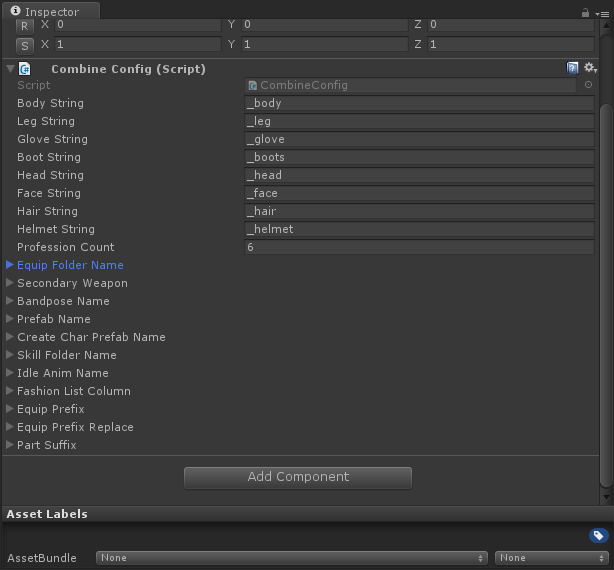 Inspector
R X 0 Y 0 Z 0
S X 1 Y 1 Z 1
Combine Config (Script)
Script CombineConfig
Body String _body
Leg String _leg
Glove String _glove
Boot String _boots
Head String _head
Face String _face
Hair String _hair
Helmet String _helmet
Profession Count 6
Equip Folder Name
Secondary Weapon
Bandpose Name
Prefab Name
Create Char Prefab Name
Skill Folder Name
Idle Anim Name
Fashion List Column
Equip Prefix
Equip Prefix Replace
Part Suffix
Add Component
Asset Labels
AssetBundle None None